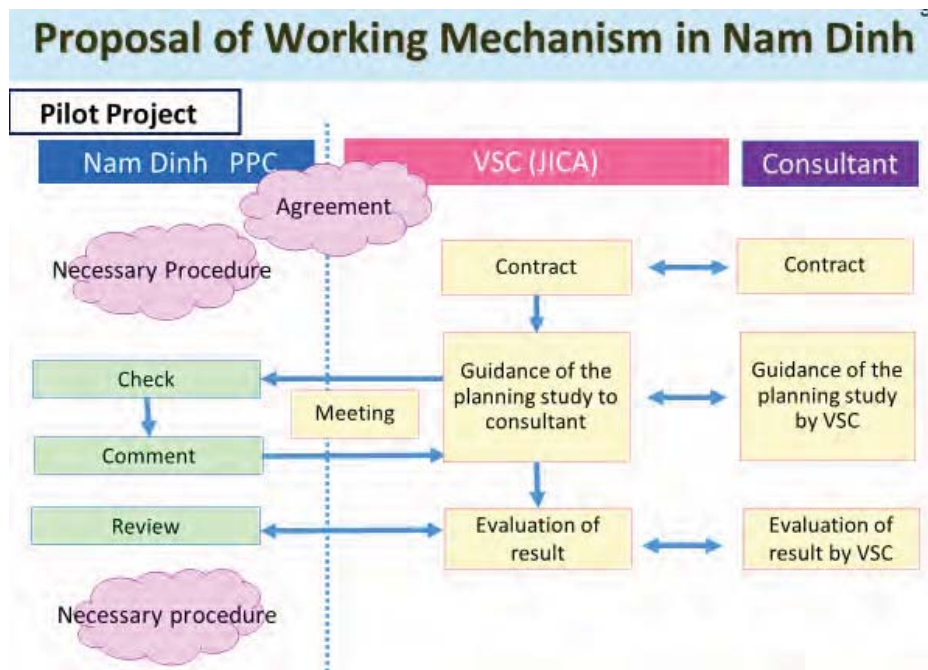 Proposal of Working Mechanism in Nam Dinh
Pilot Project
Nam Dinh PPC
VSC (JICA)
Consultant
Agreement
Necessary Procedure
Contract
Contract
Check
Guidance of the
planning study to
consultant
Guidance of the
planning study
by VSC
Meeting
Comment
Review
Evaluation of
result
Evaluation of
result by VSC
Necessary procedure